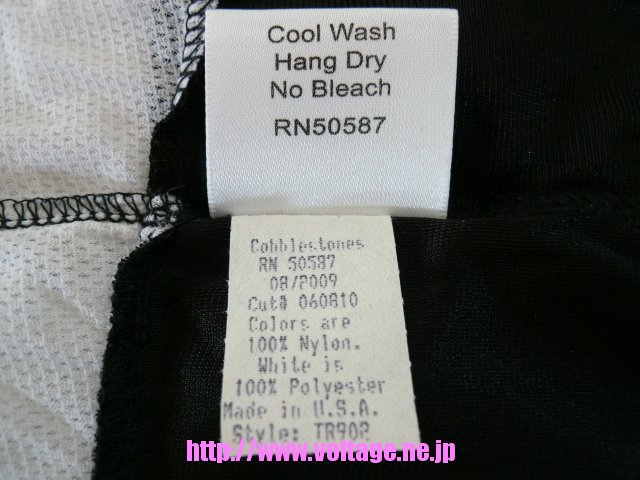 Cool Wash
Hang Dry
No Bleach
RN50587
Cobblestones
RN 50587
08/2009
Cut# 060810
Colors are
100% Nylon.
White is
100% Polyester
Made in U.S.A.
Style: TR902
http://www.voltage.ne.jp